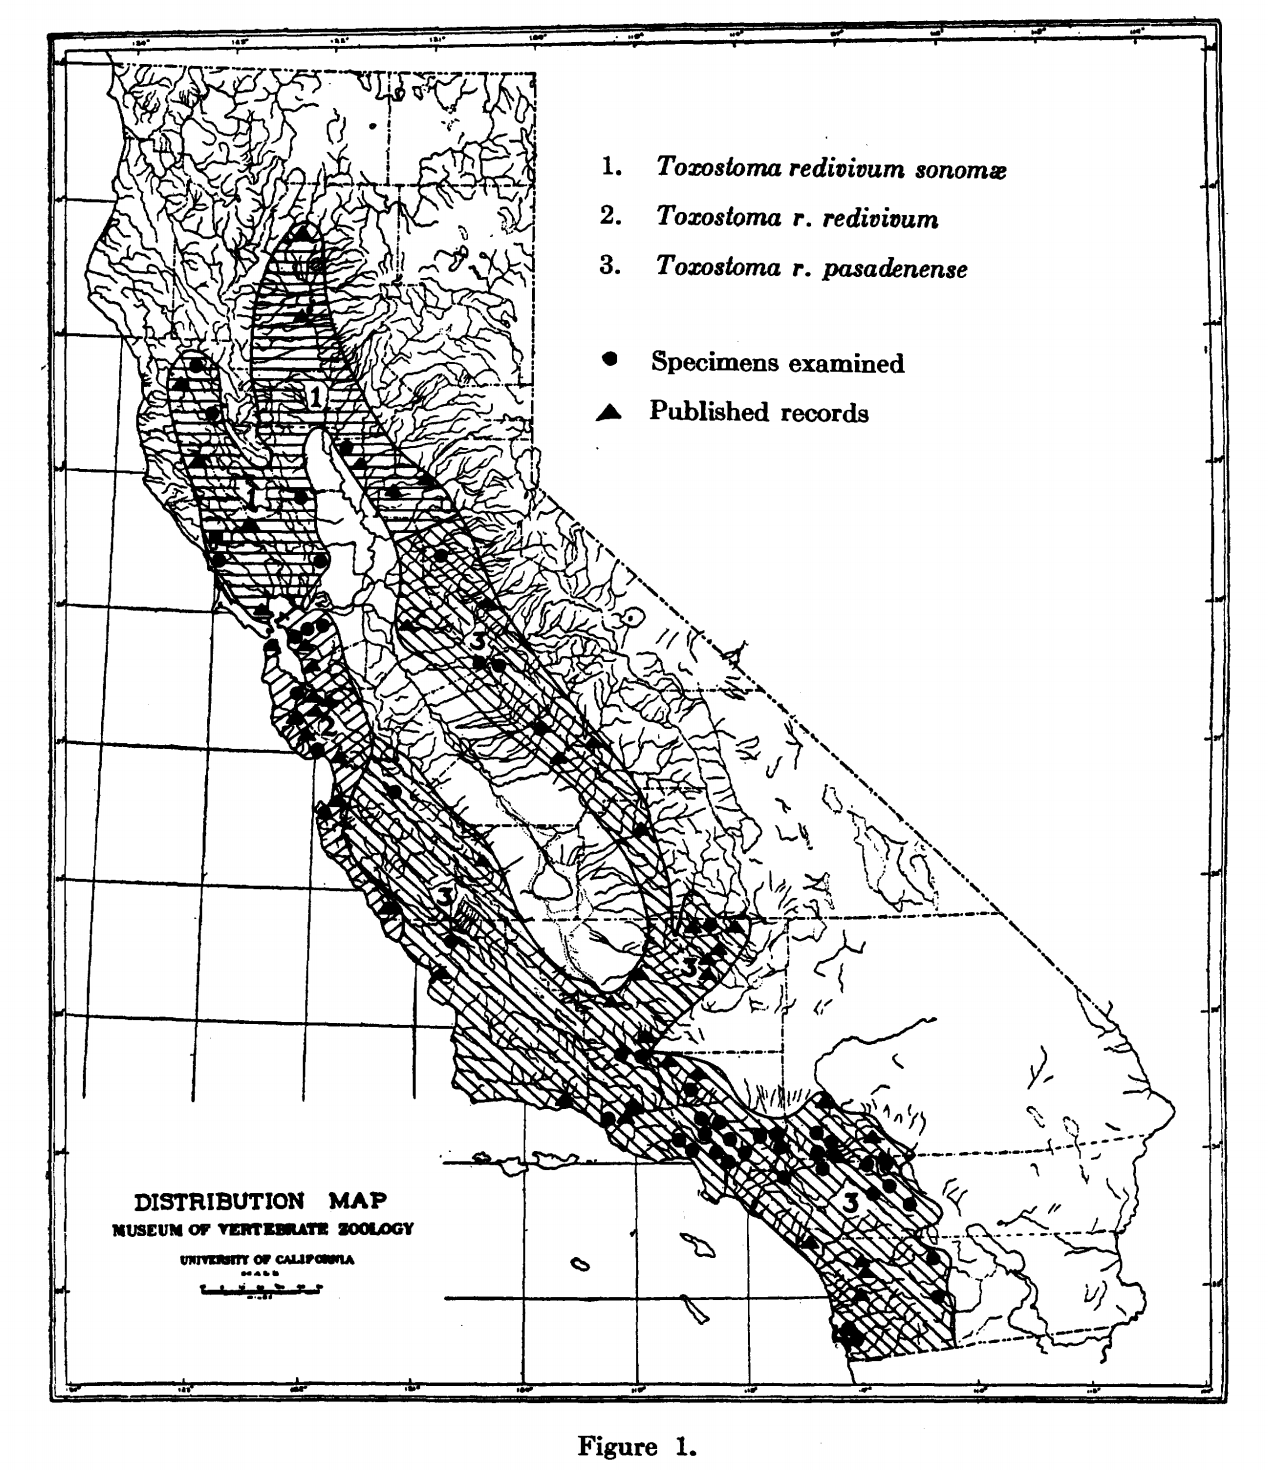 1. Toxostoma redivivum sonomæ
2. Toxostoma r. redivivum
3. Toxostoma r. pasadenense
● Specimens examined
▲ Published records
1
1
3
2
3
3
3
DISTRIBUTION MAP
MUSEUM OF VERTEBRATE ZOOLOGY
UNIVERSITY OF CALIFORNIA
SCALE
Figure 1.